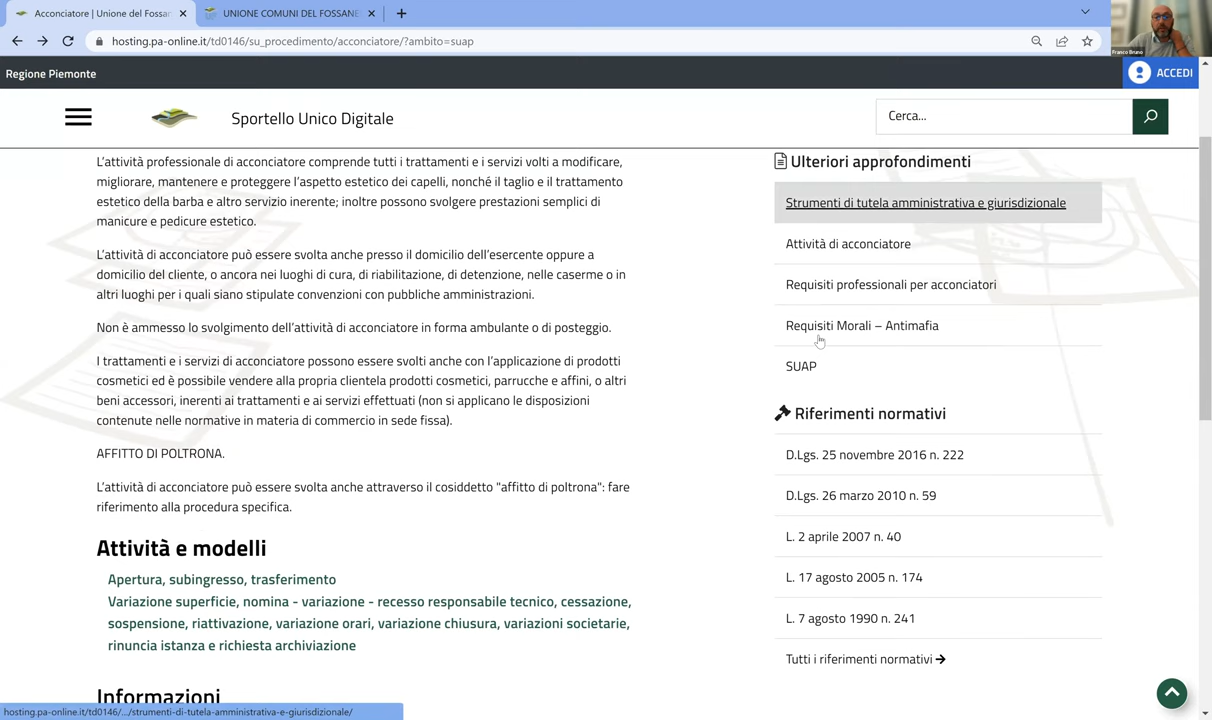 Acconciatore | Unione del Fossan
UNIONE COMUNI DEL FOSSANE
hosting.pa-online.it/td0146/su_procedimento/acconciatore/?ambito=suap
Franco Bruno
Regione Piemonte
ACCEDI
Sportello Unico Digitale
Cerca...
L'attività professionale di acconciatore comprende tutti i trattamenti e i servizi volti a modificare,
migliorare, mantenere e proteggere l'aspetto estetico dei capelli, nonché il taglio e il trattamento
estetico della barba e altro servizio inerente; inoltre possono svolgere prestazioni semplici di
manicure e pedicure estetico.
L'attività di acconciatore può essere svolta anche presso il domicilio dell'esercente oppure a
domicilio del cliente, o ancora nei luoghi di cura, di riabilitazione, di detenzione, nelle caserme o in
altri luoghi per i quali siano stipulate convenzioni con pubbliche amministrazioni.
Non è ammesso lo svolgimento dell'attività di acconciatore in forma ambulante o di posteggio.
I trattamenti e i servizi di acconciatore possono essere svolti anche con l'applicazione di prodotti
cosmetici ed è possibile vendere alla propria clientela prodotti cosmetici, parrucche e affini, o altri
beni accessori, inerenti ai trattamenti e ai servizi effettuati (non si applicano le disposizioni
contenute nelle normative in materia di commercio in sede fissa).
AFFITTO DI POLTRONA.
L'attività di acconciatore può essere svolta anche attraverso il cosiddetto "affitto di poltrona": fare
riferimento alla procedura specifica.
Attività e modelli
Apertura, subingresso, trasferimento
Variazione superficie, nomina - variazione - recesso responsabile tecnico, cessazione,
sospensione, riattivazione, variazione orari, variazione chiusura, variazioni societarie,
rinuncia istanza e richiesta archiviazione
Informazioni
Ulteriori approfondimenti
Strumenti di tutela amministrativa e giurisdizionale
Attività di acconciatore
Requisiti professionali per acconciatori
Requisiti Morali – Antimafia
SUAP
Riferimenti normativi
D.Lgs. 25 novembre 2016 n. 222
D.Lgs. 26 marzo 2010 n. 59
L. 2 aprile 2007 n. 40
L. 17 agosto 2005 n. 174
L. 7 agosto 1990 n. 241
Tutti i riferimenti normativi
hosting.pa-online.it/td0146/.../strumenti-di-tutela-amministrativa-e-giurisdizionale/